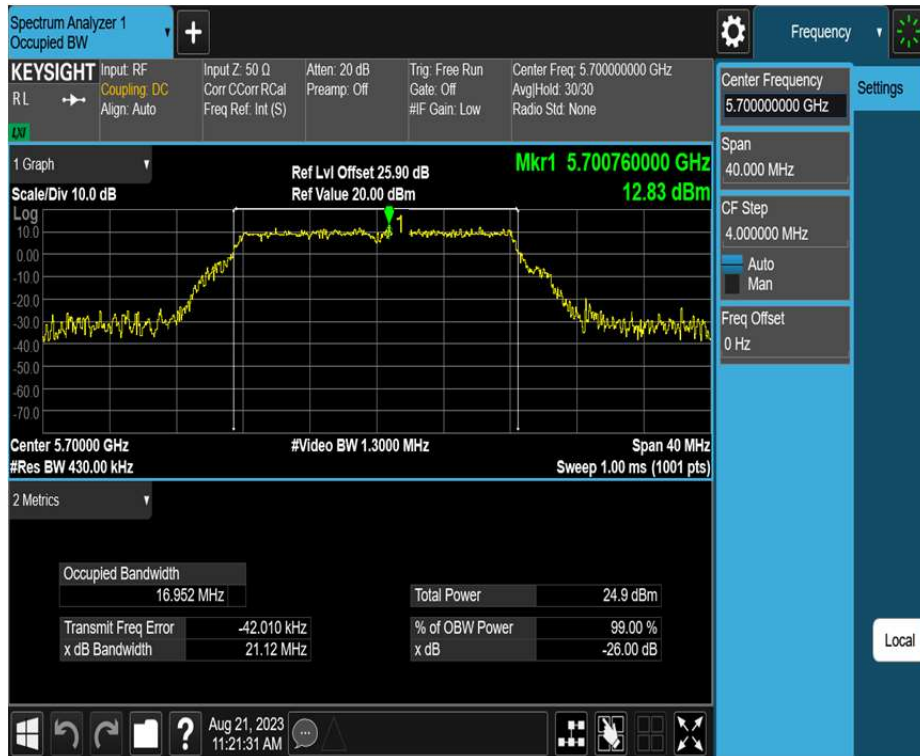 Spectrum Analyzer 1
Occupied BW
+
Frequency
KEYSIGHT
R L
LXI
Input: RF
Coupling: DC
Align: Auto
Input Z: 50 Ω
Corr CCorr RCal
Freq Ref: Int (S)
Atten: 20 dB
Preamp: Off
Trig: Free Run
Gate: Off
#IF Gain: Low
Center Freq: 5.700000000 GHz
Avg|Hold: 30/30
Radio Std: None
Center Frequency
5.70000000 GHz
Settings
Span
40.000 MHz
CF Step
4.000000 MHz
Auto
Man
Freq Offset
0 Hz
1 Graph
Scale/Div 10.0 dB
Ref Lvl Offset 25.90 dB
Ref Value 20.00 dBm
Mkr1 5.700760000 GHz
12.83 dBm
Log
10.0
0.00
-10.0
-20.0
-30.0
-40.0
-50.0
-60.0
-70.0
1
Center 5.70000 GHz
#Res BW 430.00 kHz
#Video BW 1.3000 MHz
Span 40 MHz
Sweep 1.00 ms (1001 pts)
2 Metrics
Occupied Bandwidth
16.952 MHz
Total Power 24.9 dBm
Transmit Freq Error -42.010 kHz
% of OBW Power 99.00 %
x dB Bandwidth 21.12 MHz
x dB -26.00 dB
Local
?
Aug 21, 2023
11:21:31 AM